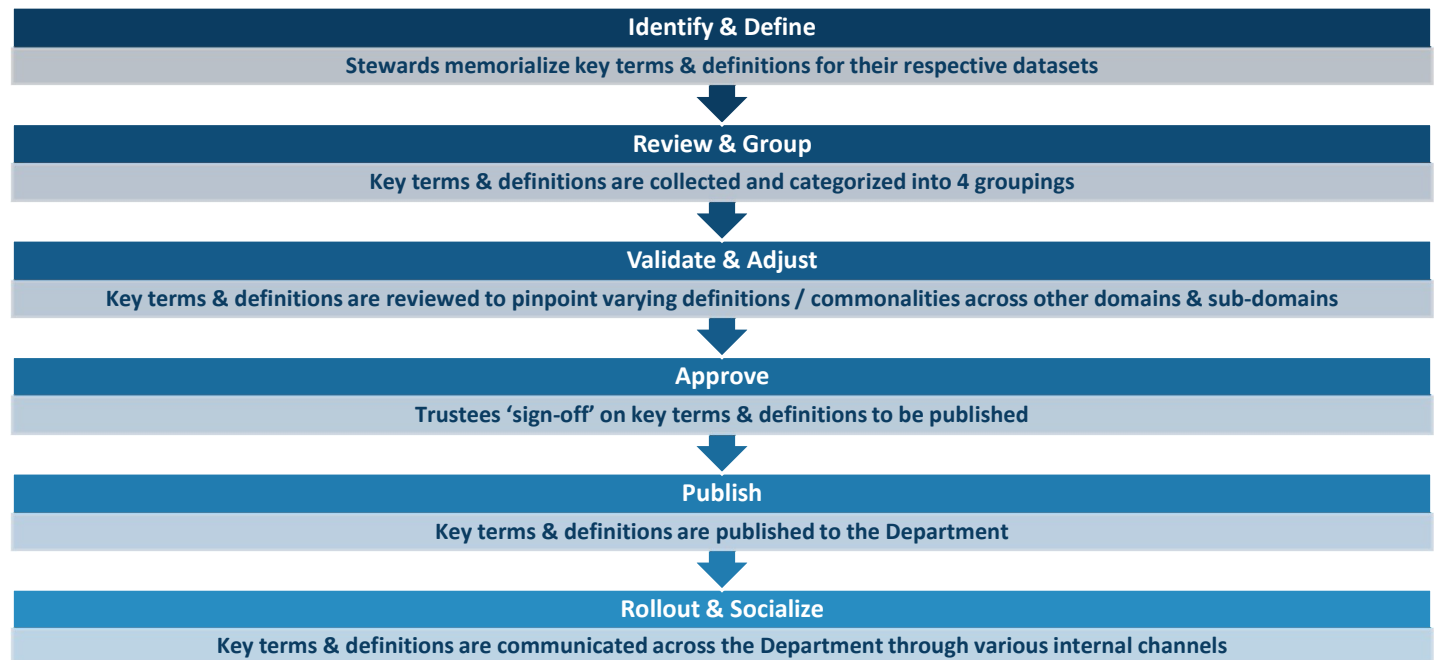 Identify & Define
Stewards memorialize key terms & definitions for their respective datasets
Review & Group
Key terms & definitions are collected and categorized into 4 groupings
Validate & Adjust
Key terms & definitions are reviewed to pinpoint varying definitions / commonalities across other domains & sub-domains
Approve
Trustees ‘sign-off’ on key terms & definitions to be published
Publish
Key terms & definitions are published to the Department
Rollout & Socialize
Key terms & definitions are communicated across the Department through various internal channels